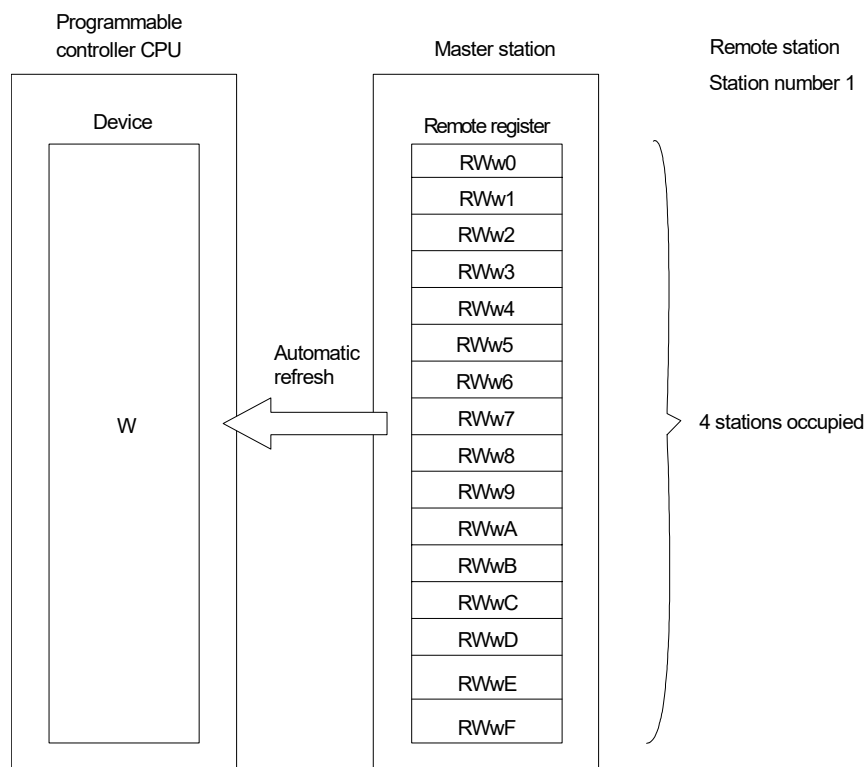 Programmable
controller CPU
Master station
Remote station
Station number 1
Device
Remote register
RWw0
RWw1
RWw2
RWw3
RWw4
RWw5
RWw6
RWw7
RWw8
RWw9
RWwA
RWwB
RWwC
RWwD
RWwE
RWwF
Automatic
refresh
W
4 stations occupied